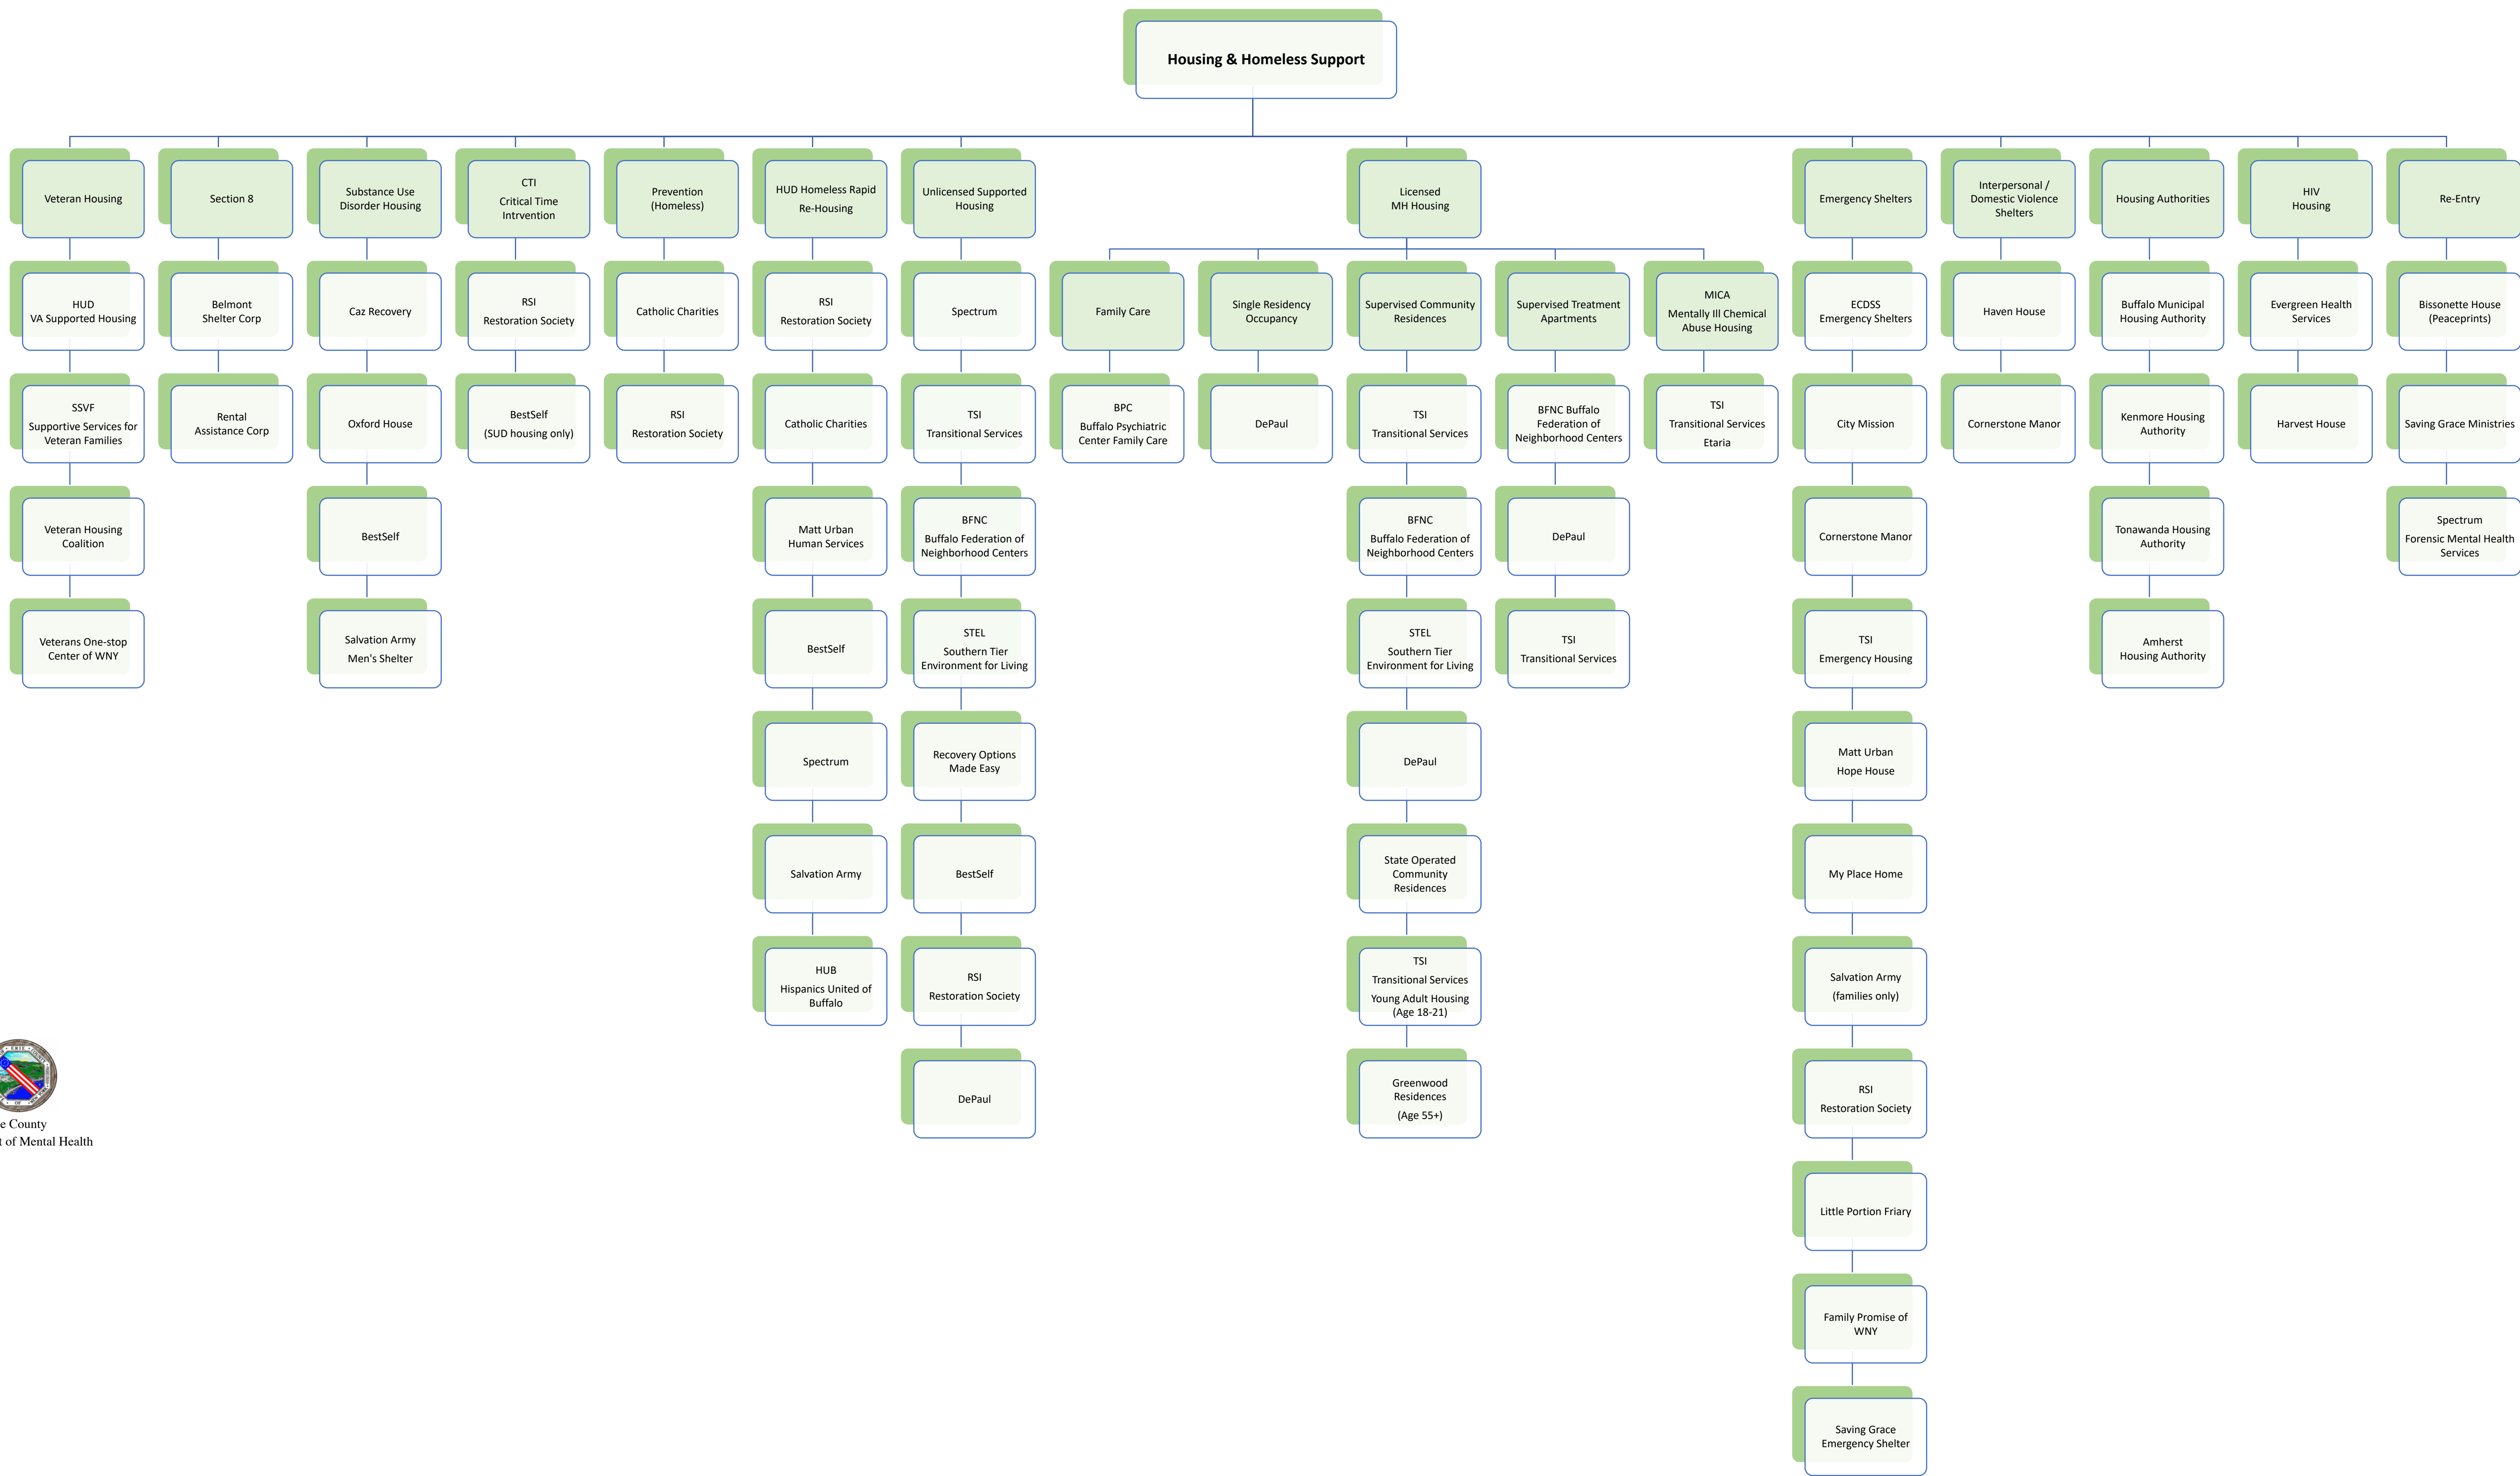 Housing & Homeless Support
Veteran Housing
HUD
VA Supported Housing
SSVF
Supportive Services for
Veteran Families
Veteran Housing
Coalition
Veterans One-stop
Center of WNY
Section 8
Belmont
Shelter Corp
Rental
Assistance Corp
Substance Use
Disorder Housing
Caz Recovery
Oxford House
BestSelf
Salvation Army
Men's Shelter
CTI
Critical Time
Intrvention
RSI
Restoration Society
BestSelf
(SUD housing only)
Prevention
(Homeless)
Catholic Charities
RSI
Restoration Society
HUD Homeless Rapid
Re-Housing
RSI
Restoration Society
Catholic Charities
Matt Urban
Human Services
BestSelf
Spectrum
Salvation Army
HUB
Hispanics United of
Buffalo
Unlicensed Supported
Housing
Spectrum
TSI
Transitional Services
BFNC
Buffalo Federation of
Neighborhood Centers
STEL
Southern Tier
Environment for Living
Recovery Options
Made Easy
BestSelf
RSI
Restoration Society
DePaul
Licensed
MH Housing
Family Care
BPC
Buffalo Psychiatric
Center Family Care
Single Residency
Occupancy
DePaul
Supervised Community
Residences
TSI
Transitional Services
BFNC
Buffalo Federation of
Neighborhood Centers
STEL
Southern Tier
Environment for Living
DePaul
State Operated
Community
Residences
TSI
Transitional Services
Young Adult Housing
(Age 18-21)
Greenwood
Residences
(Age 55+)
Supervised Treatment
Apartments
BFNC Buffalo
Federation of
Neighborhood Centers
DePaul
TSI
Transitional Services
MICA
Mentally Ill Chemical
Abuse Housing
TSI
Transitional Services
Etaria
Emergency Shelters
ECDSS
Emergency Shelters
City Mission
Cornerstone Manor
TSI
Emergency Housing
Matt Urban
Hope House
My Place Home
Salvation Army
(families only)
RSI
Restoration Society
Little Portion Friary
Family Promise of
WNY
Saving Grace
Emergency Shelter
Interpersonal /
Domestic Violence
Shelters
Haven House
Cornerstone Manor
Housing Authorities
Buffalo Municipal
Housing Authority
Kenmore Housing
Authority
Tonawanda Housing
Authority
Amherst
Housing Authority
HIV
Housing
Evergreen Health
Services
Harvest House
Re-Entry
Bissonette House
(Peaceprints)
Saving Grace Ministries
Spectrum
Forensic Mental Health
Services
ERIE COUNTY
OF
e County
t of Mental Health